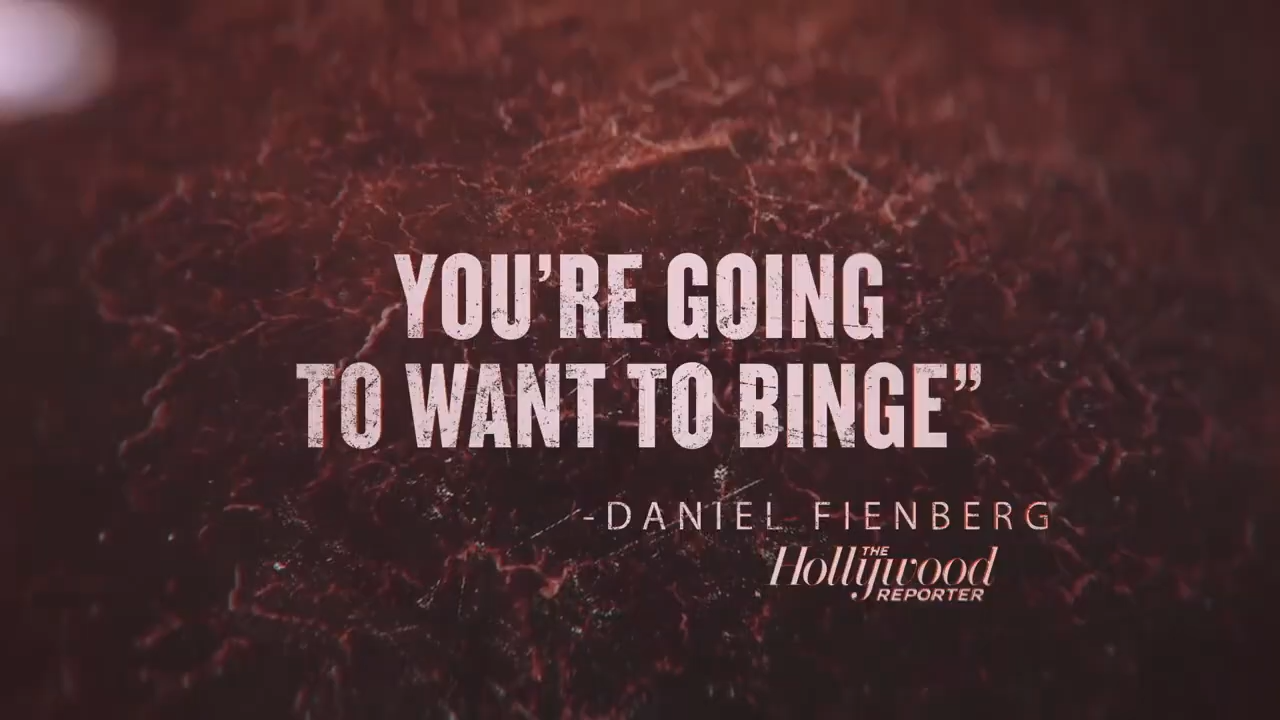 YOU’RE GOING
TO WANT TO BINGE”
-DANIEL FIENBERG
THE
Hollywood
REPORTER